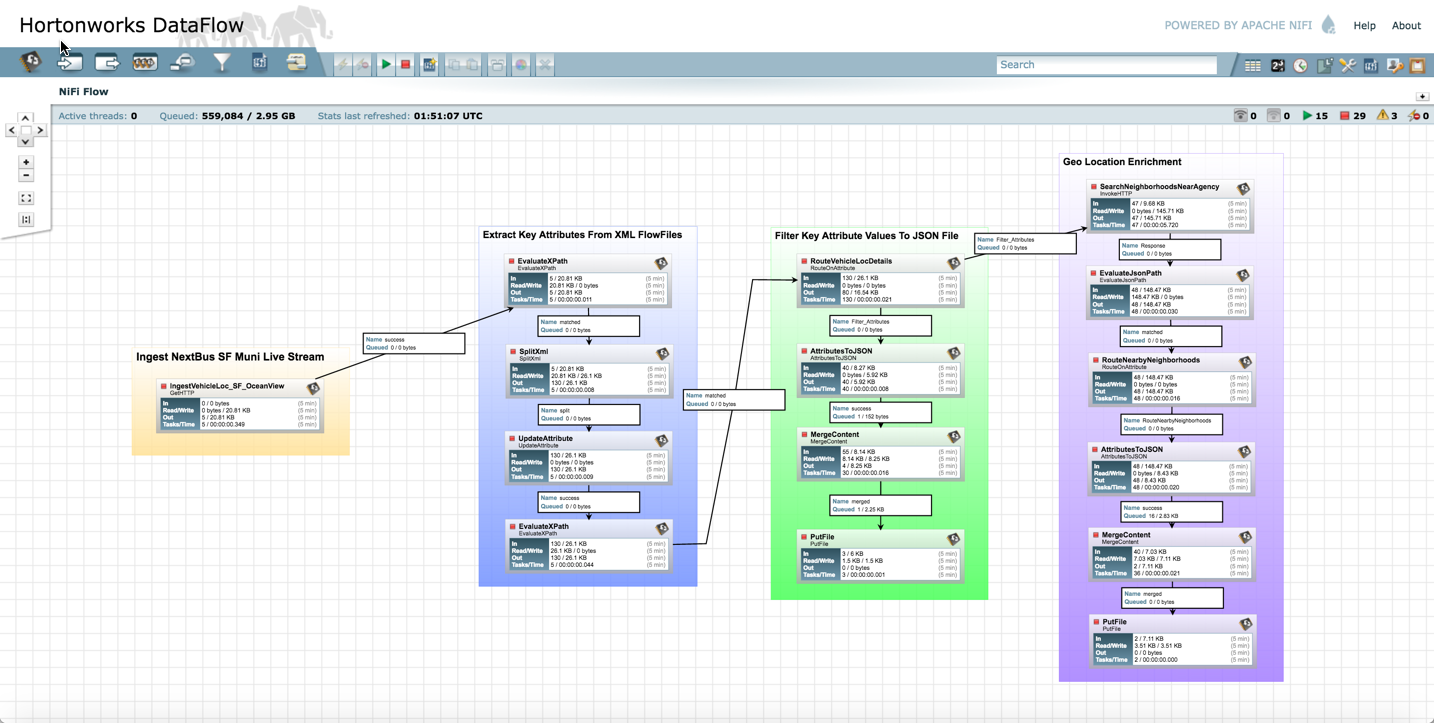 Hortonworks DataFlow
POWERED BY APACHE NIFI
Help
About
Search
NiFi Flow
Active threads: 0
Queued: 559,084 / 2.95 GB
Stats last refreshed: 01:51:07 UTC
0
0
15
29
3
0
Ingest NextBus SF Muni Live Stream
IngestVehicleLoc_SF_OceanView
GetHTTP
In 0 / 0 bytes (5 min)
Read/Write 0 bytes / 20.81 KB (5 min)
Out 5 / 20.81 KB (5 min)
Tasks/Time 5 / 00:00:00.349 (5 min)
Name success
Queued 0 / 0 bytes
Extract Key Attributes From XML FlowFiles
EvaluateXPath
EvaluateXPath
In 5 / 20.81 KB (5 min)
Read/Write 20.81 KB / 0 bytes (5 min)
Out 5 / 20.81 KB (5 min)
Tasks/Time 5 / 00:00:00.011 (5 min)
Name matched
Queued 0 / 0 bytes
SplitXml
SplitXml
In 5 / 20.81 KB (5 min)
Read/Write 20.81 KB / 26.1 KB (5 min)
Out 130 / 26.1 KB (5 min)
Tasks/Time 5 / 00:00:00.008 (5 min)
Name split
Queued 0 / 0 bytes
UpdateAttribute
UpdateAttribute
In 130 / 26.1 KB (5 min)
Read/Write 0 bytes / 0 bytes (5 min)
Out 130 / 26.1 KB (5 min)
Tasks/Time 5 / 00:00:00.009 (5 min)
Name success
Queued 0 / 0 bytes
EvaluateXPath
EvaluateXPath
In 130 / 26.1 KB (5 min)
Read/Write 26.1 KB / 0 bytes (5 min)
Out 130 / 26.1 KB (5 min)
Tasks/Time 5 / 00:00:00.044 (5 min)
Name matched
Queued 0 / 0 bytes
Filter Key Attribute Values To JSON File
RouteVehicleLocDetails
RouteOnAttribute
In 130 / 26.1 KB (5 min)
Read/Write 0 bytes / 0 bytes (5 min)
Out 80 / 16.54 KB (5 min)
Tasks/Time 130 / 00:00:00.021 (5 min)
Name Filter_Attributes
Queued 0 / 0 bytes
AttributesToJSON
AttributesToJSON
In 40 / 8.27 KB (5 min)
Read/Write 0 bytes / 5.92 KB (5 min)
Out 40 / 5.92 KB (5 min)
Tasks/Time 40 / 00:00:00.008 (5 min)
Name success
Queued 1 / 152 bytes
MergeContent
MergeContent
In 55 / 8.14 KB (5 min)
Read/Write 8.14 KB / 8.25 KB (5 min)
Out 4 / 8.25 KB (5 min)
Tasks/Time 30 / 00:00:00.016 (5 min)
Name merged
Queued 1 / 2.25 KB
PutFile
PutFile
In 3 / 6 KB (5 min)
Read/Write 1.5 KB / 1.5 KB (5 min)
Out 0 / 0 bytes (5 min)
Tasks/Time 3 / 00:00:00.001 (5 min)
Name Filter_Attributes
Queued 0 / 0 bytes
Geo Location Enrichment
SearchNeighborhoodsNearAgency
InvokeHTTP
In 47 / 9.68 KB (5 min)
Read/Write 0 bytes / 145.71 KB (5 min)
Out 47 / 145.71 KB (5 min)
Tasks/Time 47 / 00:00:05.720 (5 min)
Name Response
Queued 0 / 0 bytes
EvaluateJsonPath
EvaluateJsonPath
In 48 / 148.47 KB (5 min)
Read/Write 148.47 KB / 0 bytes (5 min)
Out 48 / 148.47 KB (5 min)
Tasks/Time 48 / 00:00:00.030 (5 min)
Name matched
Queued 0 / 0 bytes
RouteNearbyNeighborhoods
RouteOnAttribute
In 48 / 148.47 KB (5 min)
Read/Write 0 bytes / 0 bytes (5 min)
Out 48 / 148.47 KB (5 min)
Tasks/Time 48 / 00:00:00.016 (5 min)
Name RouteNearbyNeighborhoods
Queued 0 / 0 bytes
AttributesToJSON
AttributesToJSON
In 48 / 148.47 KB (5 min)
Read/Write 0 bytes / 8.43 KB (5 min)
Out 48 / 8.43 KB (5 min)
Tasks/Time 48 / 00:00:00.020 (5 min)
Name success
Queued 16 / 2.83 KB
MergeContent
MergeContent
In 40 / 7.03 KB (5 min)
Read/Write 7.03 KB / 7.11 KB (5 min)
Out 2 / 7.11 KB (5 min)
Tasks/Time 36 / 00:00:00.021 (5 min)
Name merged
Queued 0 / 0 bytes
PutFile
PutFile
In 2 / 7.11 KB (5 min)
Read/Write 3.51 KB / 3.51 KB (5 min)
Out 0 / 0 bytes (5 min)
Tasks/Time 2 / 00:00:00.000 (5 min)